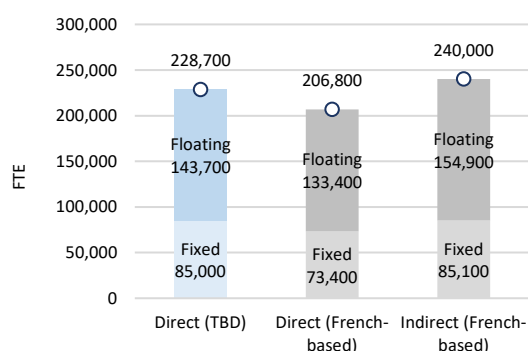 300,000
250,000
200,000
150,000
100,000
50,000
0
FTE
228,700
206,800
240,000
Floating
143,700
Floating
133,400
Floating
154,900
Fixed
85,000
Fixed
73,400
Fixed
85,100
Direct (TBD)
Direct (French-
based)
Indirect (French-
based)